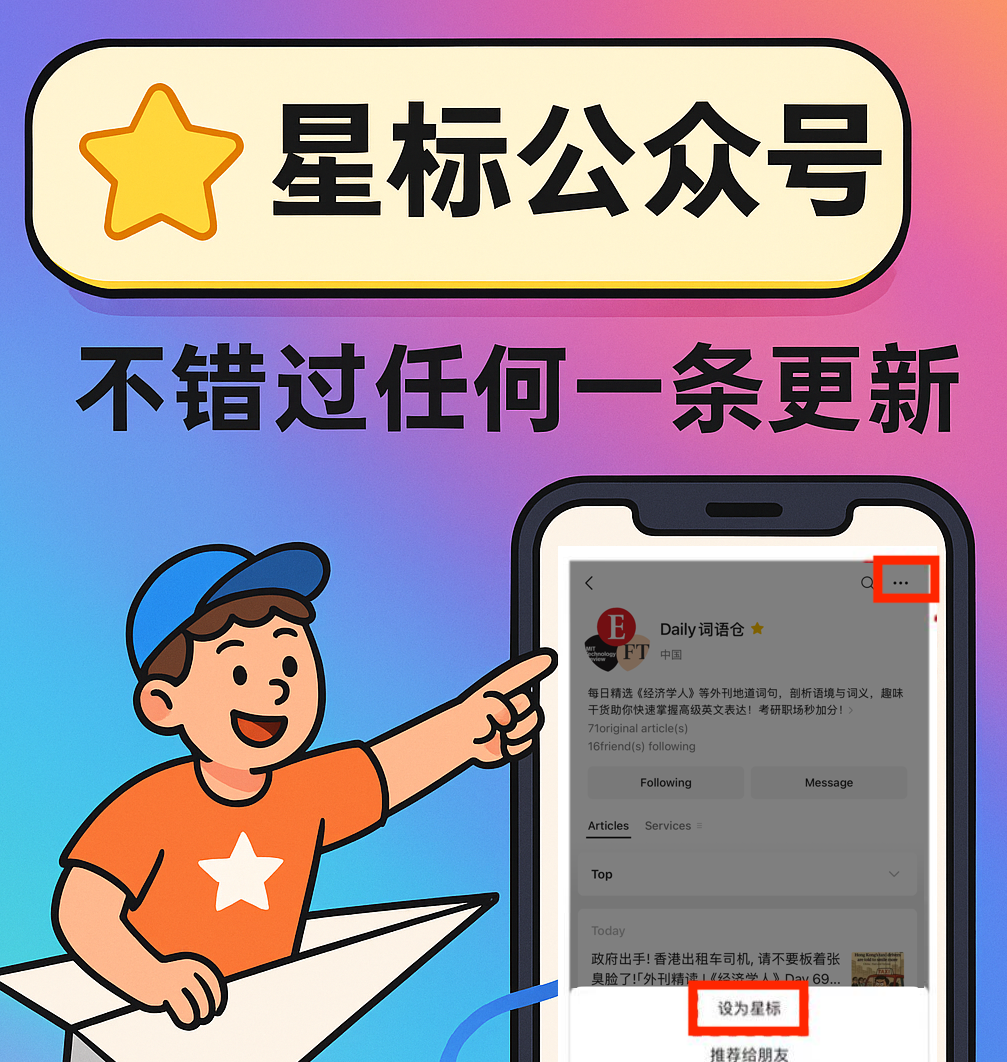 星标公众号
不错过任何一条更新
Daily词语仓
E
MIT
Technology
Review
FT
中国
每日精选《经济学人》等外刊地道词句，剖析语境与词义，趣味
干货助你快速掌握高级英文表达！考研职场秒加分！
71original article(s)
16friend(s) following
Following Message
Articles Services
Top
Today
政府出手! 香港出租车司机, 请不要板着张
臭脸了!「外刊精读 |《经济学人》Day 69...
设为星标
推荐给朋友